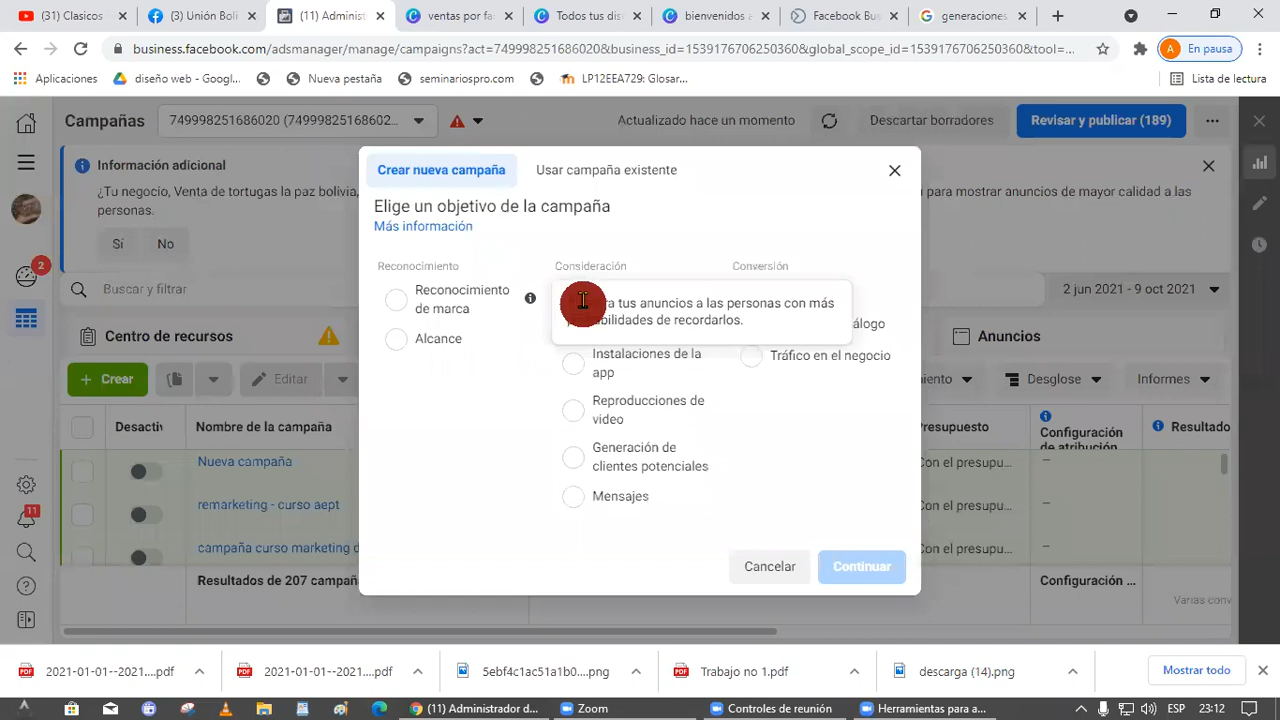 (31) Clasicos
(3) Unión Boli
(11) Administ
ventas por fa
Todos tus dis
bienvenidos a
Facebook Bus
generaciones
business.facebook.com/adsmanager/manage/campaigns?act=749998251686020&business_id=1539176706250360&global_scope_id=1539176706250360&tool=...
A En pausa
Aplicaciones
diseño web - Googl...
Nueva pestaña
seminariospro.com
LP12EEA729: Glosar...
Lista de lectura
Campañas
749998251686020 (74999825168602...
Actualizado hace un momento
Descartar borradores
Revisar y publicar (189)
Información adicional
¿Tu negocio, Venta de tortugas la paz bolivia,
para mostrar anuncios de mayor calidad a las
personas.
Sí
No
2
Buscar y filtrar
2 jun 2021 - 9 oct 2021
Centro de recursos
Anuncios
+ Crear
Editar
Desglose
Informes
Desactiv
Nombre de la campaña
Presupuesto
Configuración
de atribución
Resultado
Nueva campaña
Con el presupu...
–
remarketing - curso aept
Con el presupu...
–
campaña curso marketing d
Con el presupu...
–
Resultados de 207 campaña
Configuración ...
Varias conv
11
Crear nueva campaña
Usar campaña existente
Elige un objetivo de la campaña
Más información
Reconocimiento
Consideración
Conversión
Reconocimiento
de marca
Alcance
tus anuncios a las personas con más
de recordarlos.
Instalaciones de la
app
Reproducciones de
video
Generación de
clientes potenciales
Mensajes
Tráfico en el negocio
Cancelar
Continuar
2021-01-01--2021....pdf
2021-01-01--2021....pdf
5ebf4c1ac51a1b0....png
Trabajo no 1.pdf
descarga (14).png
Mostrar todo
(11) Administrador d...
Zoom
Controles de reunión
Herramientas para a...
ESP
23:12